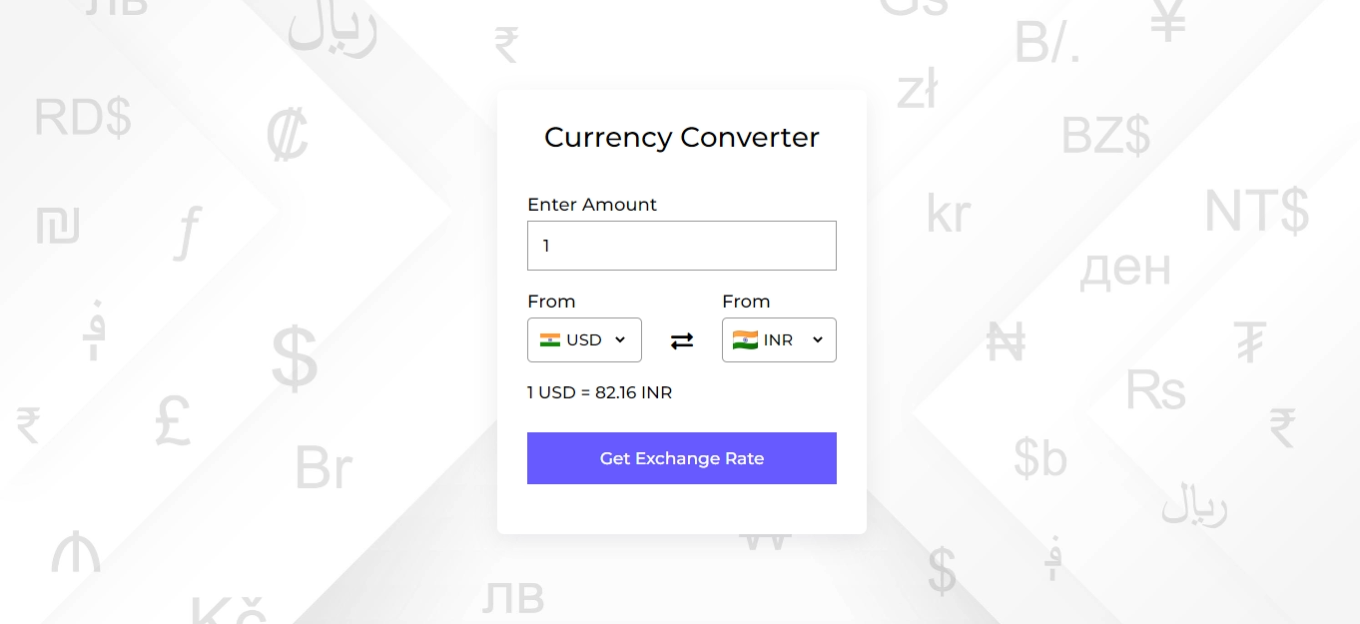 лв
ریال
₹
Gs
B/.
¥
zł
RD$
₡
BZ$
Currency Converter
Enter Amount
1
₪
ƒ
kr
NT$
ден
From
From
USD
INR
؋
$
₦
₮
1 USD = 82.16 INR
Rs
₹
£
₹
Br
Get Exchange Rate
$b
ریال
₼
₩
$
؋
лв
Kč